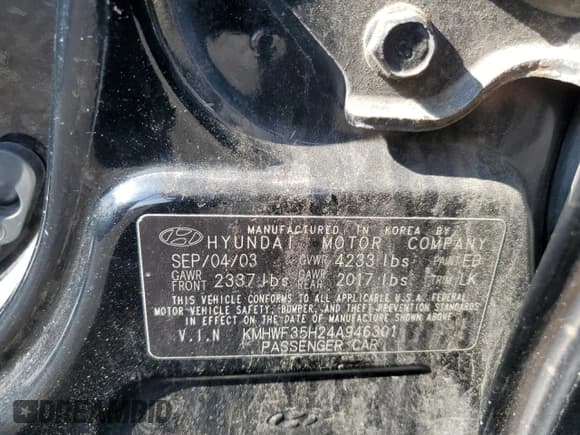 MANUFACTURED IN KOREA BY
HYUNDAI MOTOR COMPANY
SEP/04/03 GVWR 4233 lbs PAINT EB
GAWR FRONT 2337 lbs GAWR REAR 2017 lbs TRIM LK
THIS VEHICLE CONFORMS TO ALL APPLICABLE U.S.A. FEDERAL
MOTOR VEHICLE SAFETY, BUMPER, AND THEFT PREVENTION STANDARDS
IN EFFECT ON THE DATE OF MANUFACTURE SHOWN ABOVE.
V.I.N KMHWF35H24A946301
PASSENGER CAR
DREAMBID